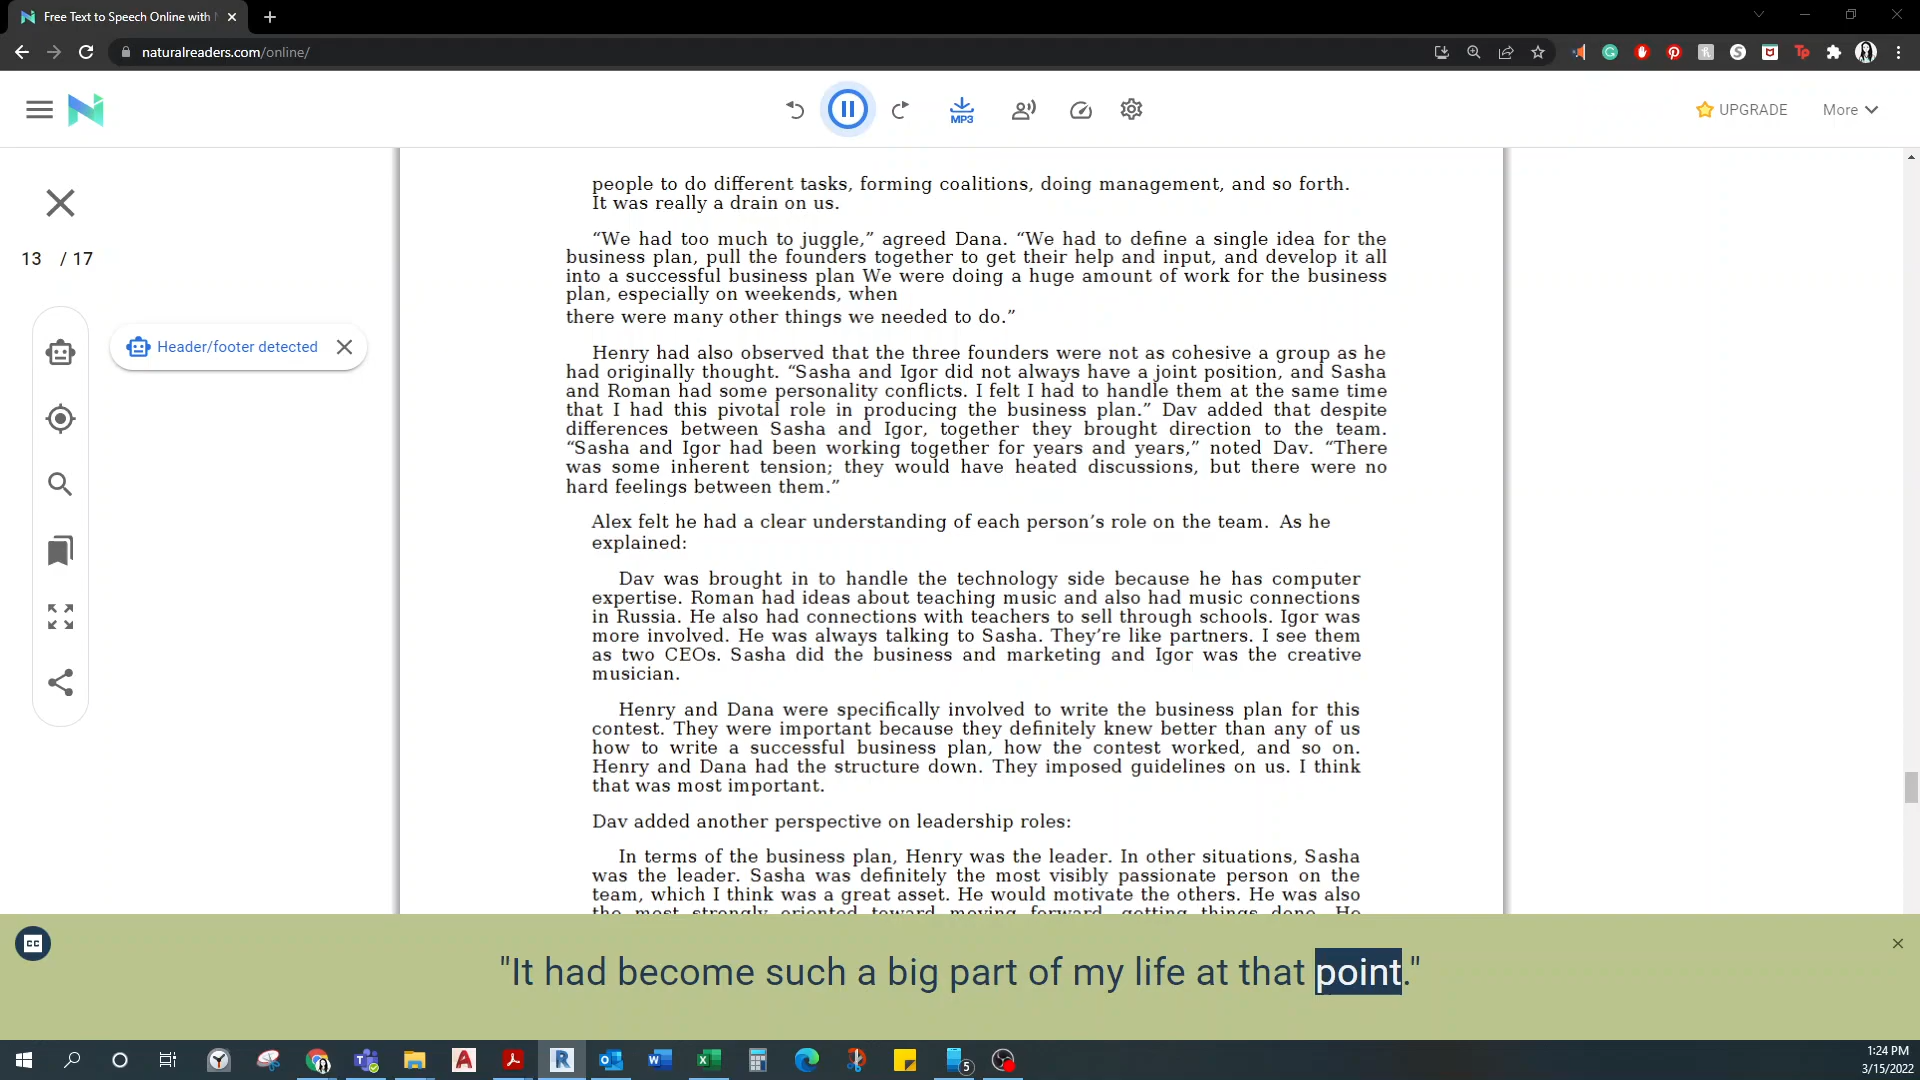 Free Text to Speech Online with
naturalreaders.com/online/
MP3
UPGRADE
More
13 / 17
Header/footer detected
people to do different tasks, forming coalitions, doing management, and so forth.
It was really a drain on us.
“We had too much to juggle,” agreed Dana. “We had to define a single idea for the
business plan, pull the founders together to get their help and input, and develop it all
into a successful business plan We were doing a huge amount of work for the business
plan, especially on weekends, when
there were many other things we needed to do.”
Henry had also observed that the three founders were not as cohesive a group as he
had originally thought. “Sasha and Igor did not always have a joint position, and Sasha
and Roman had some personality conflicts. I felt I had to handle them at the same time
that I had this pivotal role in producing the business plan.” Dav added that despite
differences between Sasha and Igor, together they brought direction to the team.
“Sasha and Igor had been working together for years and years,” noted Dav. “There
was some inherent tension; they would have heated discussions, but there were no
hard feelings between them.”
Alex felt he had a clear understanding of each person’s role on the team. As he
explained:
Dav was brought in to handle the technology side because he has computer
expertise. Roman had ideas about teaching music and also had music connections
in Russia. He also had connections with teachers to sell through schools. Igor was
more involved. He was always talking to Sasha. They’re like partners. I see them
as two CEOs. Sasha did the business and marketing and Igor was the creative
musician.
Henry and Dana were specifically involved to write the business plan for this
contest. They were important because they definitely knew better than any of us
how to write a successful business plan, how the contest worked, and so on.
Henry and Dana had the structure down. They imposed guidelines on us. I think
that was most important.
Dav added another perspective on leadership roles:
In terms of the business plan, Henry was the leader. In other situations, Sasha
was the leader. Sasha was definitely the most visibly passionate person on the
team, which I think was a great asset. He would motivate the others. He was also
the most strongly oriented toward moving forward, getting things done. He
CC
"It had become such a big part of my life at that point."
5
1:24 PM
3/15/2022